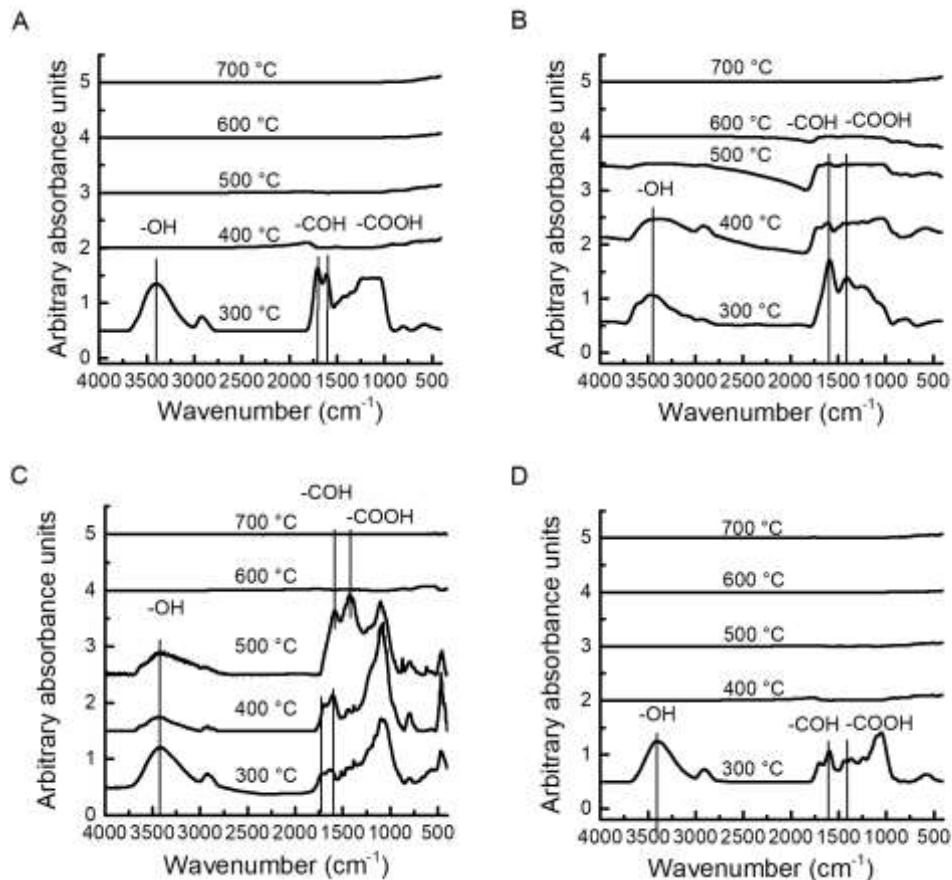 A
Arbitrary absorbance units
5
4
3
2
1
0
700 °C
600 °C
500 °C
-OH
400 °C
-COH
-COOH
300 °C
4000 3500 3000 2500 2000 1500 1000 500
Wavenumber (cm⁻¹)
B
Arbitrary absorbance units
5
4
3
2
1
0
700 °C
600 °C
-COH
-COOH
500 °C
-OH
400 °C
300 °C
4000 3500 3000 2500 2000 1500 1000 500
Wavenumber (cm⁻¹)
C
Arbitrary absorbance units
5
4
3
2
1
0
-COH
700 °C
-COOH
600 °C
-OH
500 °C
400 °C
300 °C
4000 3500 3000 2500 2000 1500 1000 500
Wavenumber (cm⁻¹)
D
Arbitrary absorbance units
5
4
3
2
1
0
700 °C
600 °C
500 °C
400 °C
-OH
-COH
-COOH
300 °C
4000 3500 3000 2500 2000 1500 1000 500
Wavenumber (cm⁻¹)